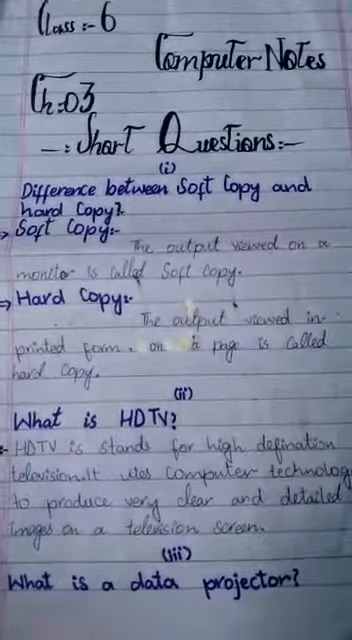 Class:- 6
Computer Notes
Ch:03
-: Short Questions:-
(i)
Difference between Soft Copy and
hard Copy?
=> Soft Copy:-
The output viewed on a
monitor is called Soft copy.
=> Hard Copy:-
The output viewed in
printed form on a page is called
hard copy.
(ii)
What is HDTV?
:- HDTV is stands for high defination
television. It uses computer technology
to produce very clear and detailed
images on a television screen.
(iii)
What is a data projector?